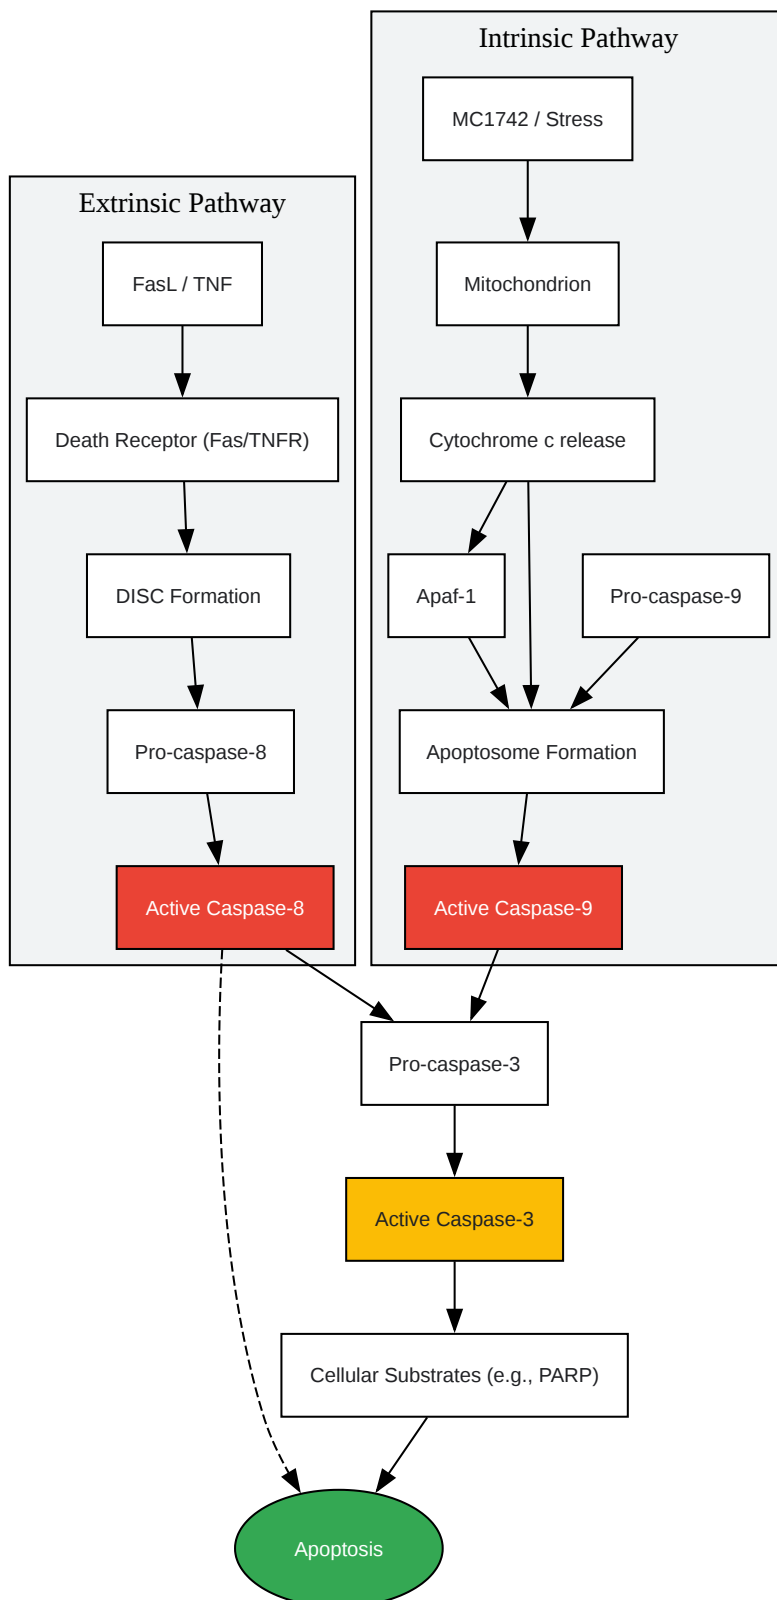 Intrinsic Pathway
MC1742 / Stress
Extrinsic Pathway
FasL / TNF
Mitochondrion
Death Receptor (Fas/TNFR)
Cytochrome c release
DISC Formation
Apaf-1
Pro-caspase-9
Pro-caspase-8
Apoptosome Formation
Active Caspase-8
Active Caspase-9
Pro-caspase-3
Active Caspase-3
Cellular Substrates (e.g., PARP)
Apoptosis